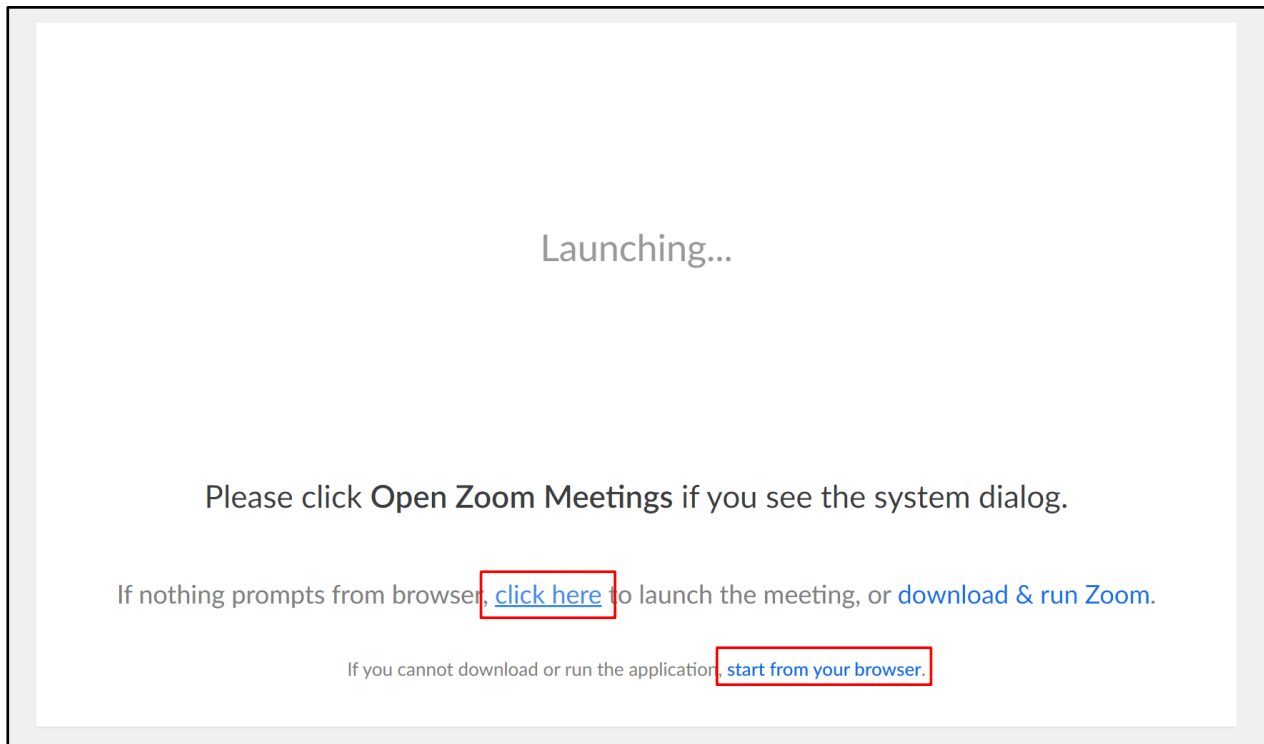 Launching...
Please click Open Zoom Meetings if you see the system dialog.
If nothing prompts from browser, click here to launch the meeting, or download & run Zoom.
If you cannot download or run the application, start from your browser.